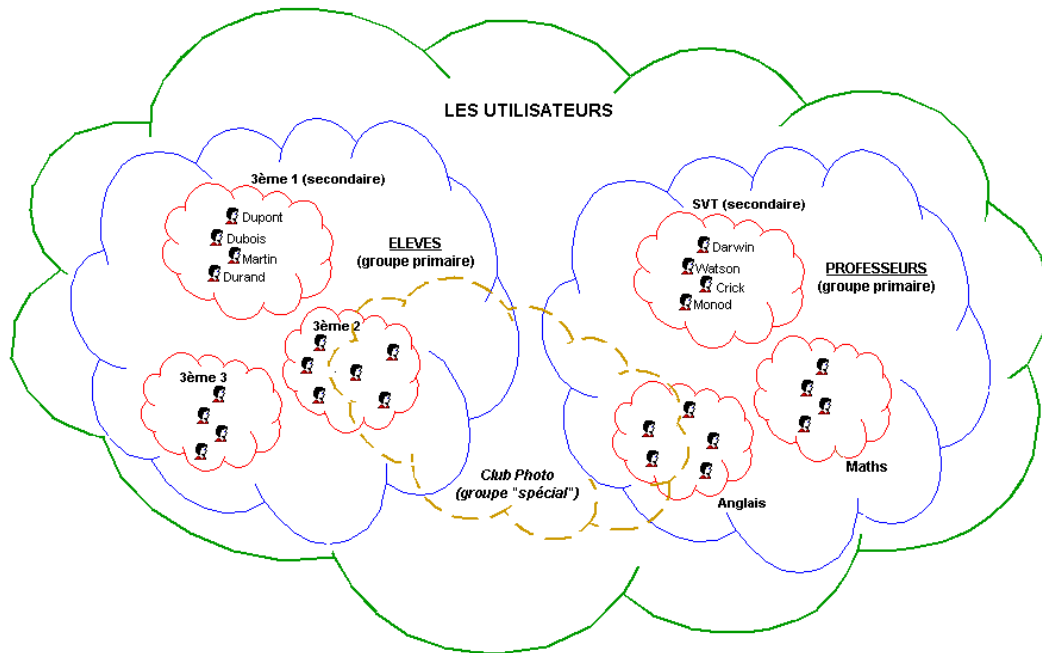 LES UTILISATEURS
3ème 1 (secondaire)
Dupont
Dubois
Martin
Durand
ELEVES
(groupe primaire)
3ème 2
3ème 3
SVT (secondaire)
Darwin
Watson
Crick
Monod
PROFESSEURS
(groupe primaire)
Club Photo
(groupe "spécial")
Maths
Anglais